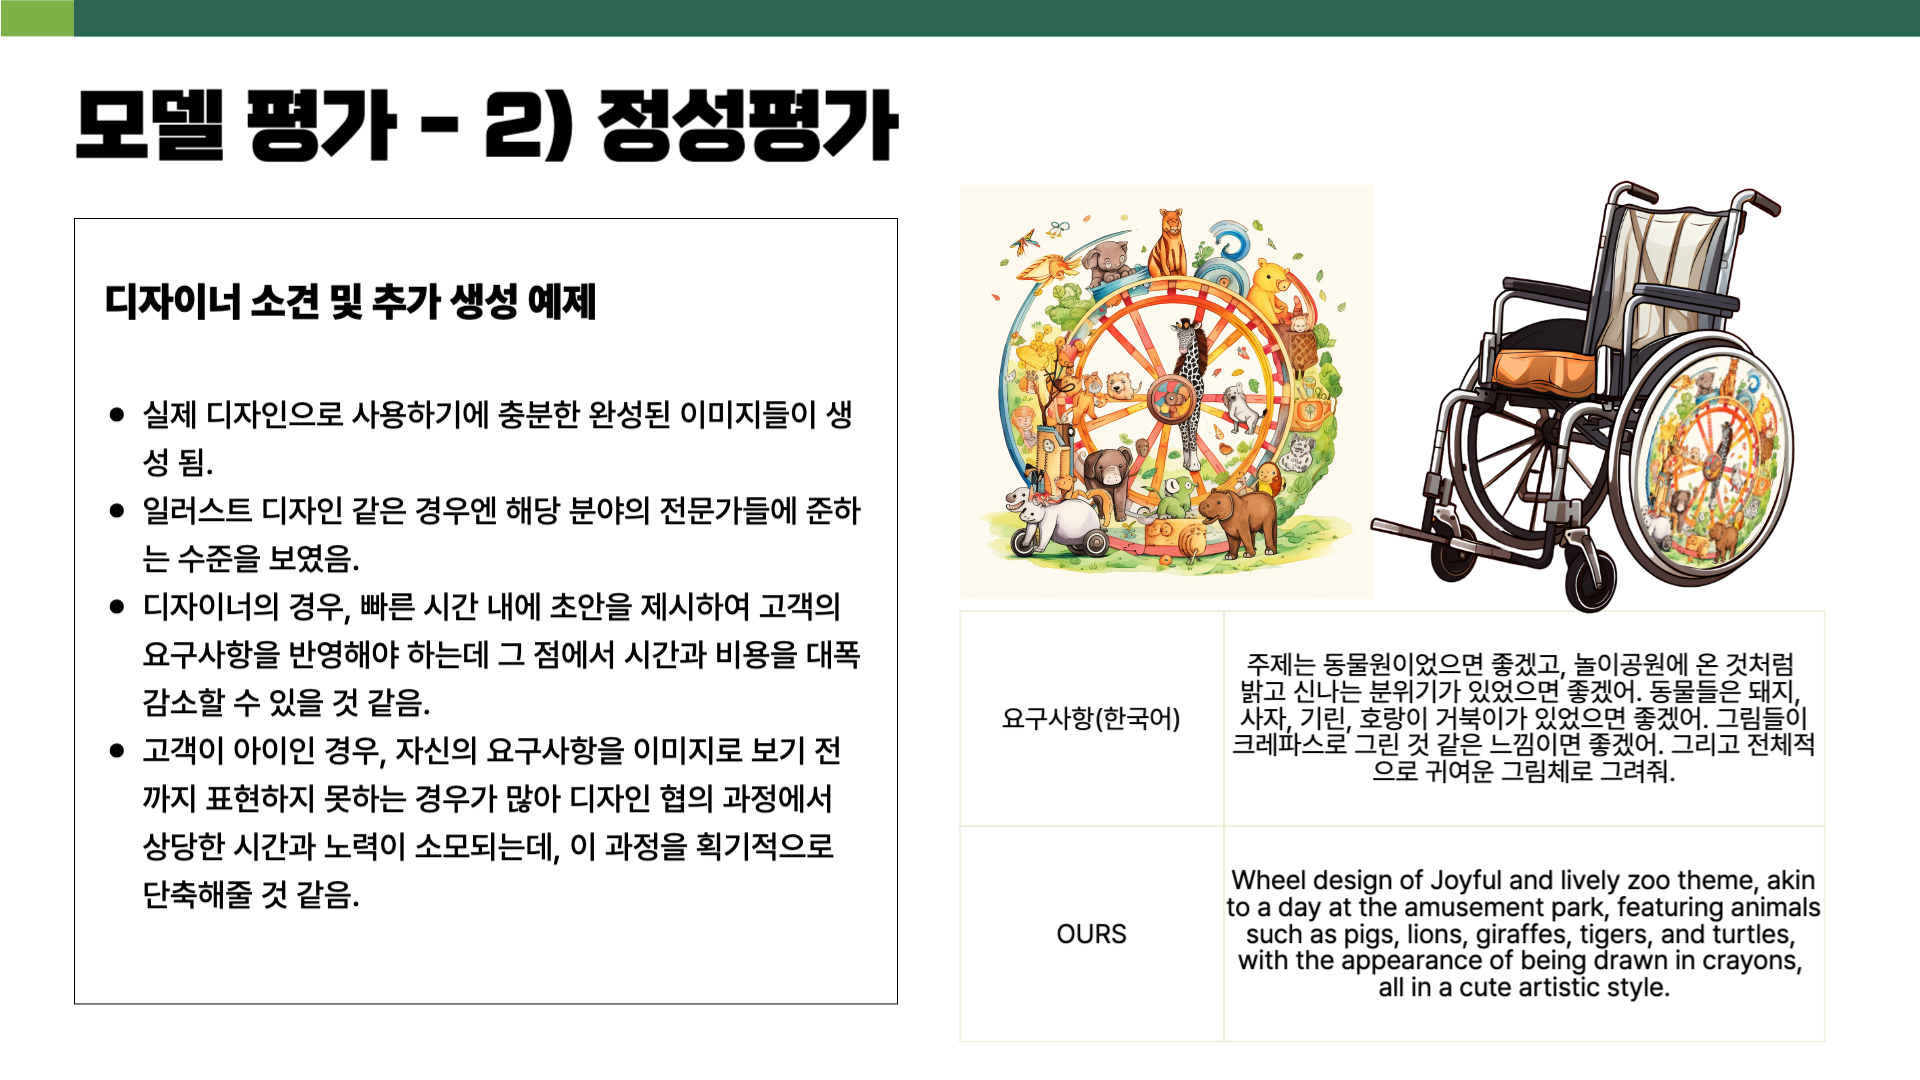 모델 평가 - 2) 정성평가
디자이너 소견 및 추가 생성 예제
● 실제 디자인으로 사용하기에 충분한 완성된 이미지들이 생
성 됨.
● 일러스트 디자인 같은 경우엔 해당 분야의 전문가들에 준하
는 수준을 보였음.
● 디자이너의 경우, 빠른 시간 내에 초안을 제시하여 고객의
요구사항을 반영해야 하는데 그 점에서 시간과 비용을 대폭
감소할 수 있을 것 같음.
● 고객이 아이인 경우, 자신의 요구사항을 이미지로 보기 전
까지 표현하지 못하는 경우가 많아 디자인 협의 과정에서
상당한 시간과 노력이 소모되는데, 이 과정을 획기적으로
단축해줄 것 같음.
요구사항(한국어)
주제는 동물원이었으면 좋겠고, 놀이공원에 온 것처럼
밝고 신나는 분위기가 있었으면 좋겠어. 동물들은 돼지,
사자, 기린, 호랑이 거북이가 있었으면 좋겠어. 그림들이
크레파스로 그린 것 같은 느낌이면 좋겠어. 그리고 전체적
으로 귀여운 그림체로 그려줘.
OURS
Wheel design of Joyful and lively zoo theme, akin
to a day at the amusement park, featuring animals
such as pigs, lions, giraffes, tigers, and turtles,
with the appearance of being drawn in crayons,
all in a cute artistic style.